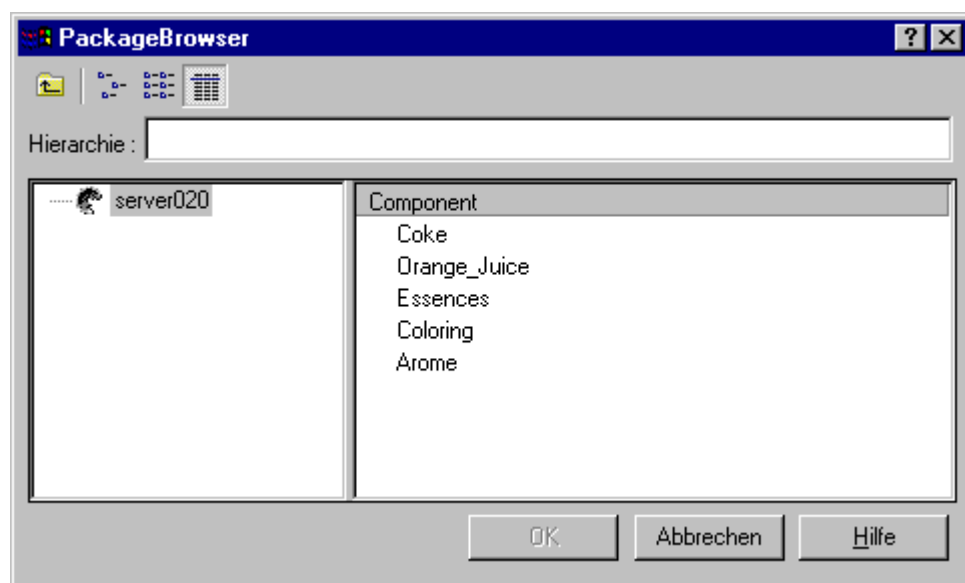 PackageBrowser
Hierarchie :
server020
Component
Coke
Orange_Juice
Essences
Coloring
Arome
OK Abbrechen Hilfe